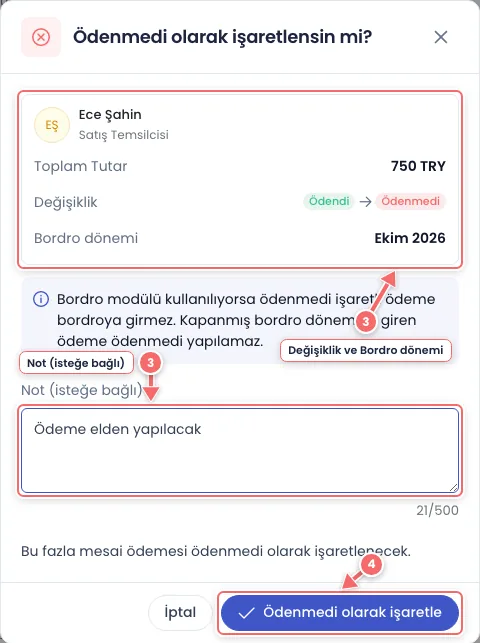 Ödenmedi olarak işaretlensin mi?
EŞ
Ece Şahin
Satış Temsilcisi
Toplam Tutar 750 TRY
Değişiklik Ödendi → Ödenmedi
Bordro dönemi Ekim 2026
Bordro modülü kullanılıyorsa ödenmedi işaretli ödeme
bordroya girmez. Kapanmış bordro 3 giren
ödeme ödenmedi yapılamaz.
Değişiklik ve Bordro dönemi
Not (isteğe bağlı) 3
Not (isteğe bağlı)
Ödeme elden yapılacak
21/500
Bu fazla mesai ödemesi ödenmedi olarak işaretlenecek.
4
İptal Ödenmedi olarak işaretle